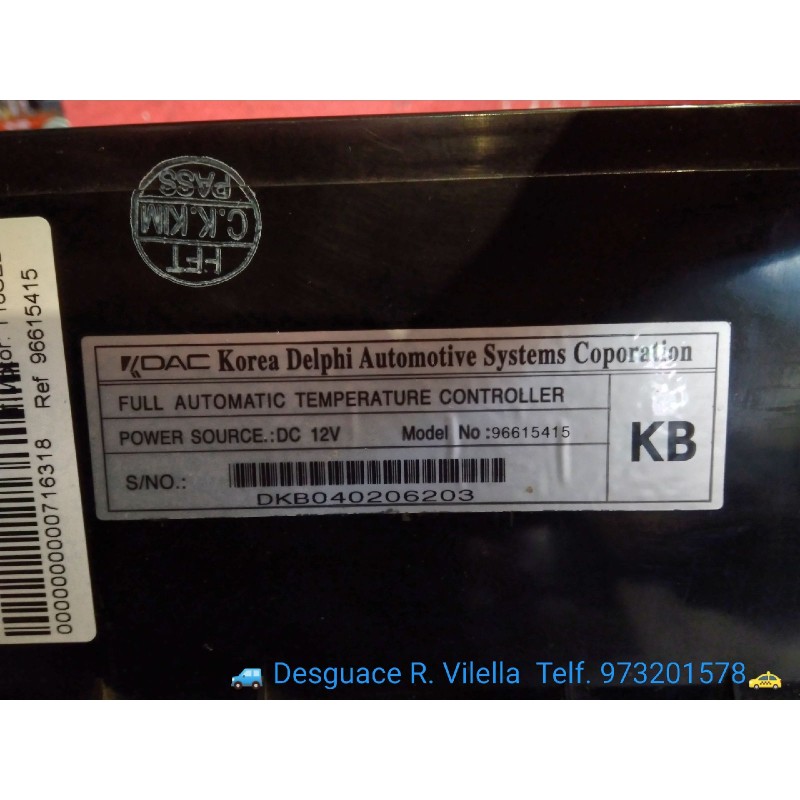 PASS
C.K.KIM
HFT
KDAC Korea Delphi Automotive Systems Coporation
FULL AUTOMATIC TEMPERATURE CONTROLLER
POWER SOURCE.:DC 12V Model No :96615415
KB
S/NO.:
DKB040206203
Ref 96615415
0000000000716318
Desguace R. Vilella Telf. 973201578